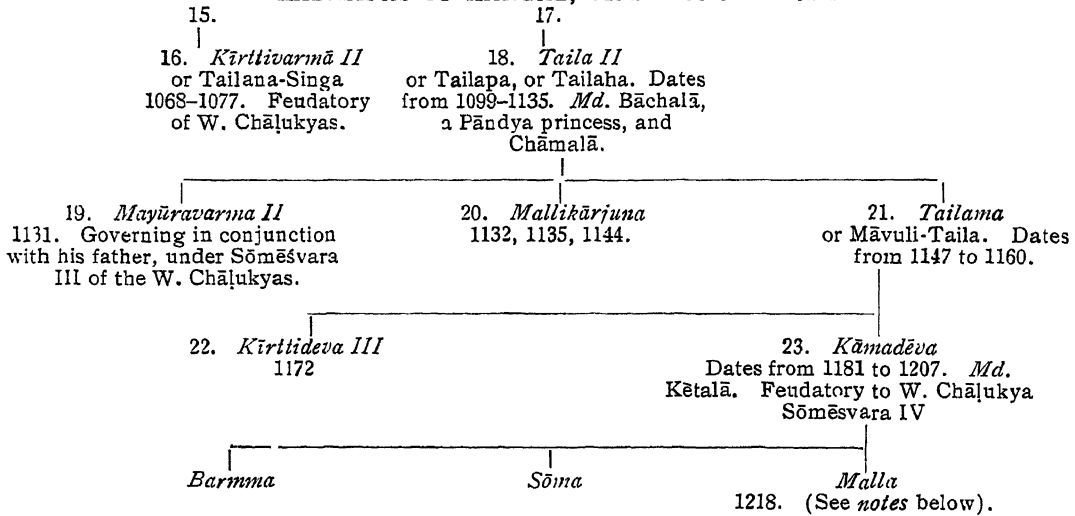 15. 17.
16. Kīrttivarmā II 18. Taila II
or Tailana-Singa or Tailapa, or Tailaha. Dates
1068-1077. Feudatory from 1099–1135. Md. Bāchalā,
of W. Chāḷukyas. a Pāndya princess, and
Chāmalā.
19. Mayūravarma II 20. Mallikārjuna 21. Tailama
1131. Governing in conjunction 1132, 1135, 1144. or Māvuli-Taila. Dates
with his father, under Sōmēśvara from 1147 to 1160.
III of the W. Chāḷukyas.
22. Kīrttideva III 23. Kāmadēva
1172 Dates from 1181 to 1207. Md.
Kētalā. Feudatory to W. Chāḷukya
Sōmēsvara IV
Barmma Sōma Malla
1218. (See notes below).